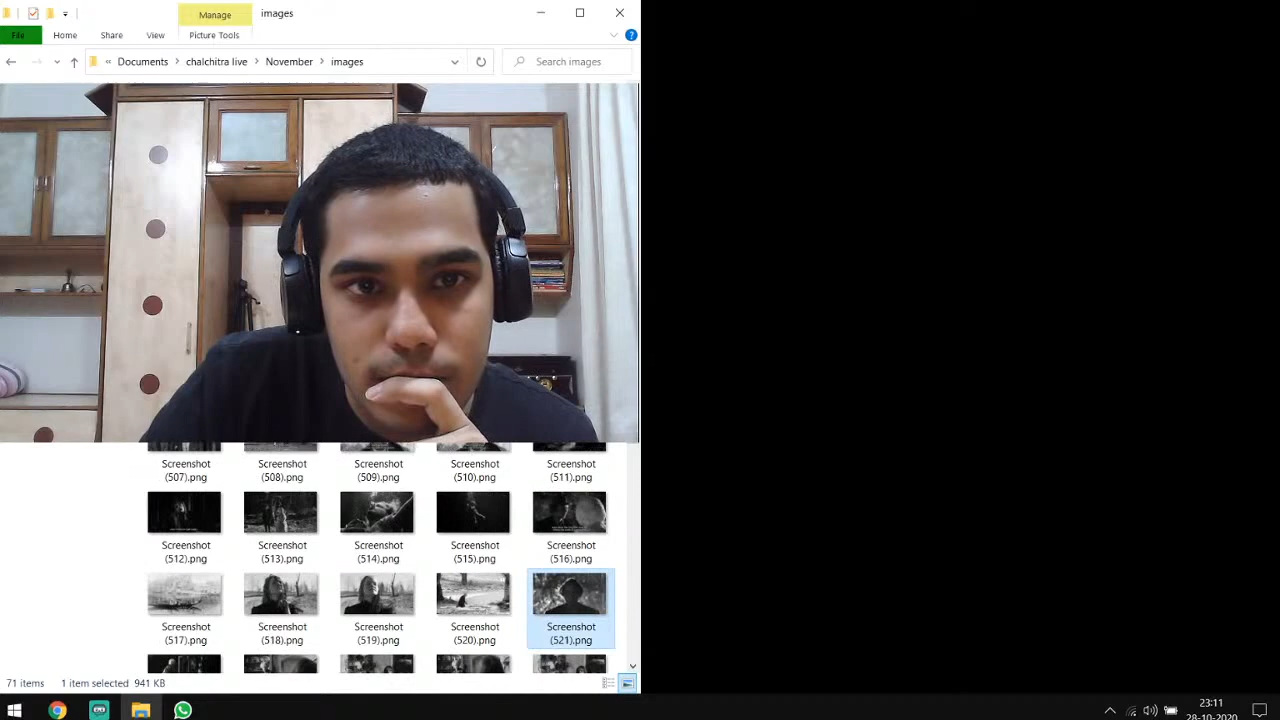 Manage
images
File
Home
Share
View
Picture Tools
« Documents > chalchitra live > November > images
Search images
Screenshot (507).png
Screenshot (508).png
Screenshot (509).png
Screenshot (510).png
Screenshot (511).png
Screenshot (512).png
Screenshot (513).png
Screenshot (514).png
Screenshot (515).png
Screenshot (516).png
Screenshot (517).png
Screenshot (518).png
Screenshot (519).png
Screenshot (520).png
Screenshot (521).png
71 items
1 item selected 941 KB
23:11
28-10-2020